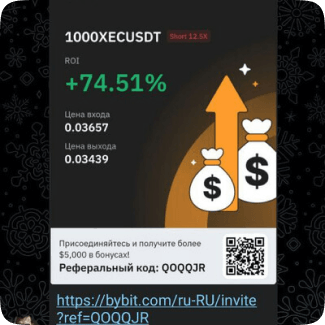 1000XECUSDT Short 12.5X
ROI
+74.51%
Цена входа
0.03657
Цена выхода
0.03439
$
$
Присоединяйтесь и получите более
$5,000 в бонусах!
Реферальный код: QOQQJR
https://bybit.com/ru-RU/invite
?ref=QOQQJR